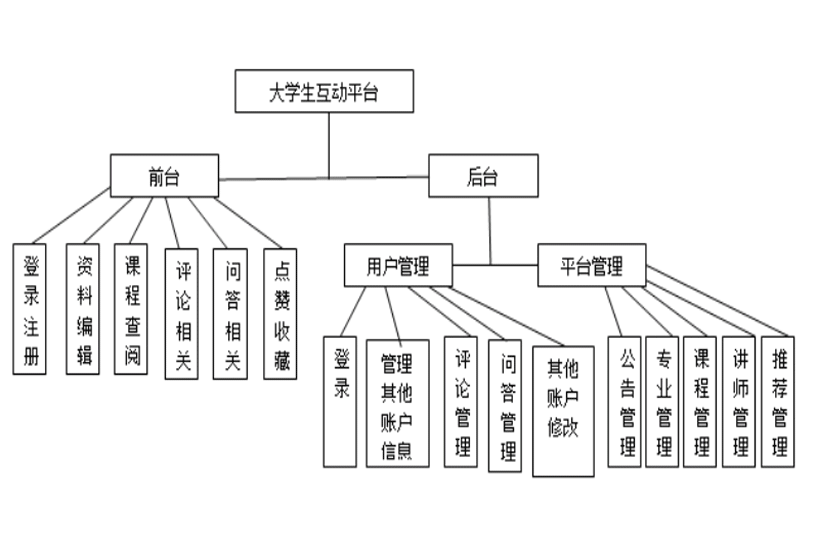 大学生互动平台
前台
后台
登录注册
资料编辑
课程查阅
评论相关
问答相关
点赞收藏
用户管理
平台管理
登录
管理
其他
账户
信息
评论管理
问答管理
其他
账户
修改
公告管理
专业管理
课程管理
讲师管理
推荐管理